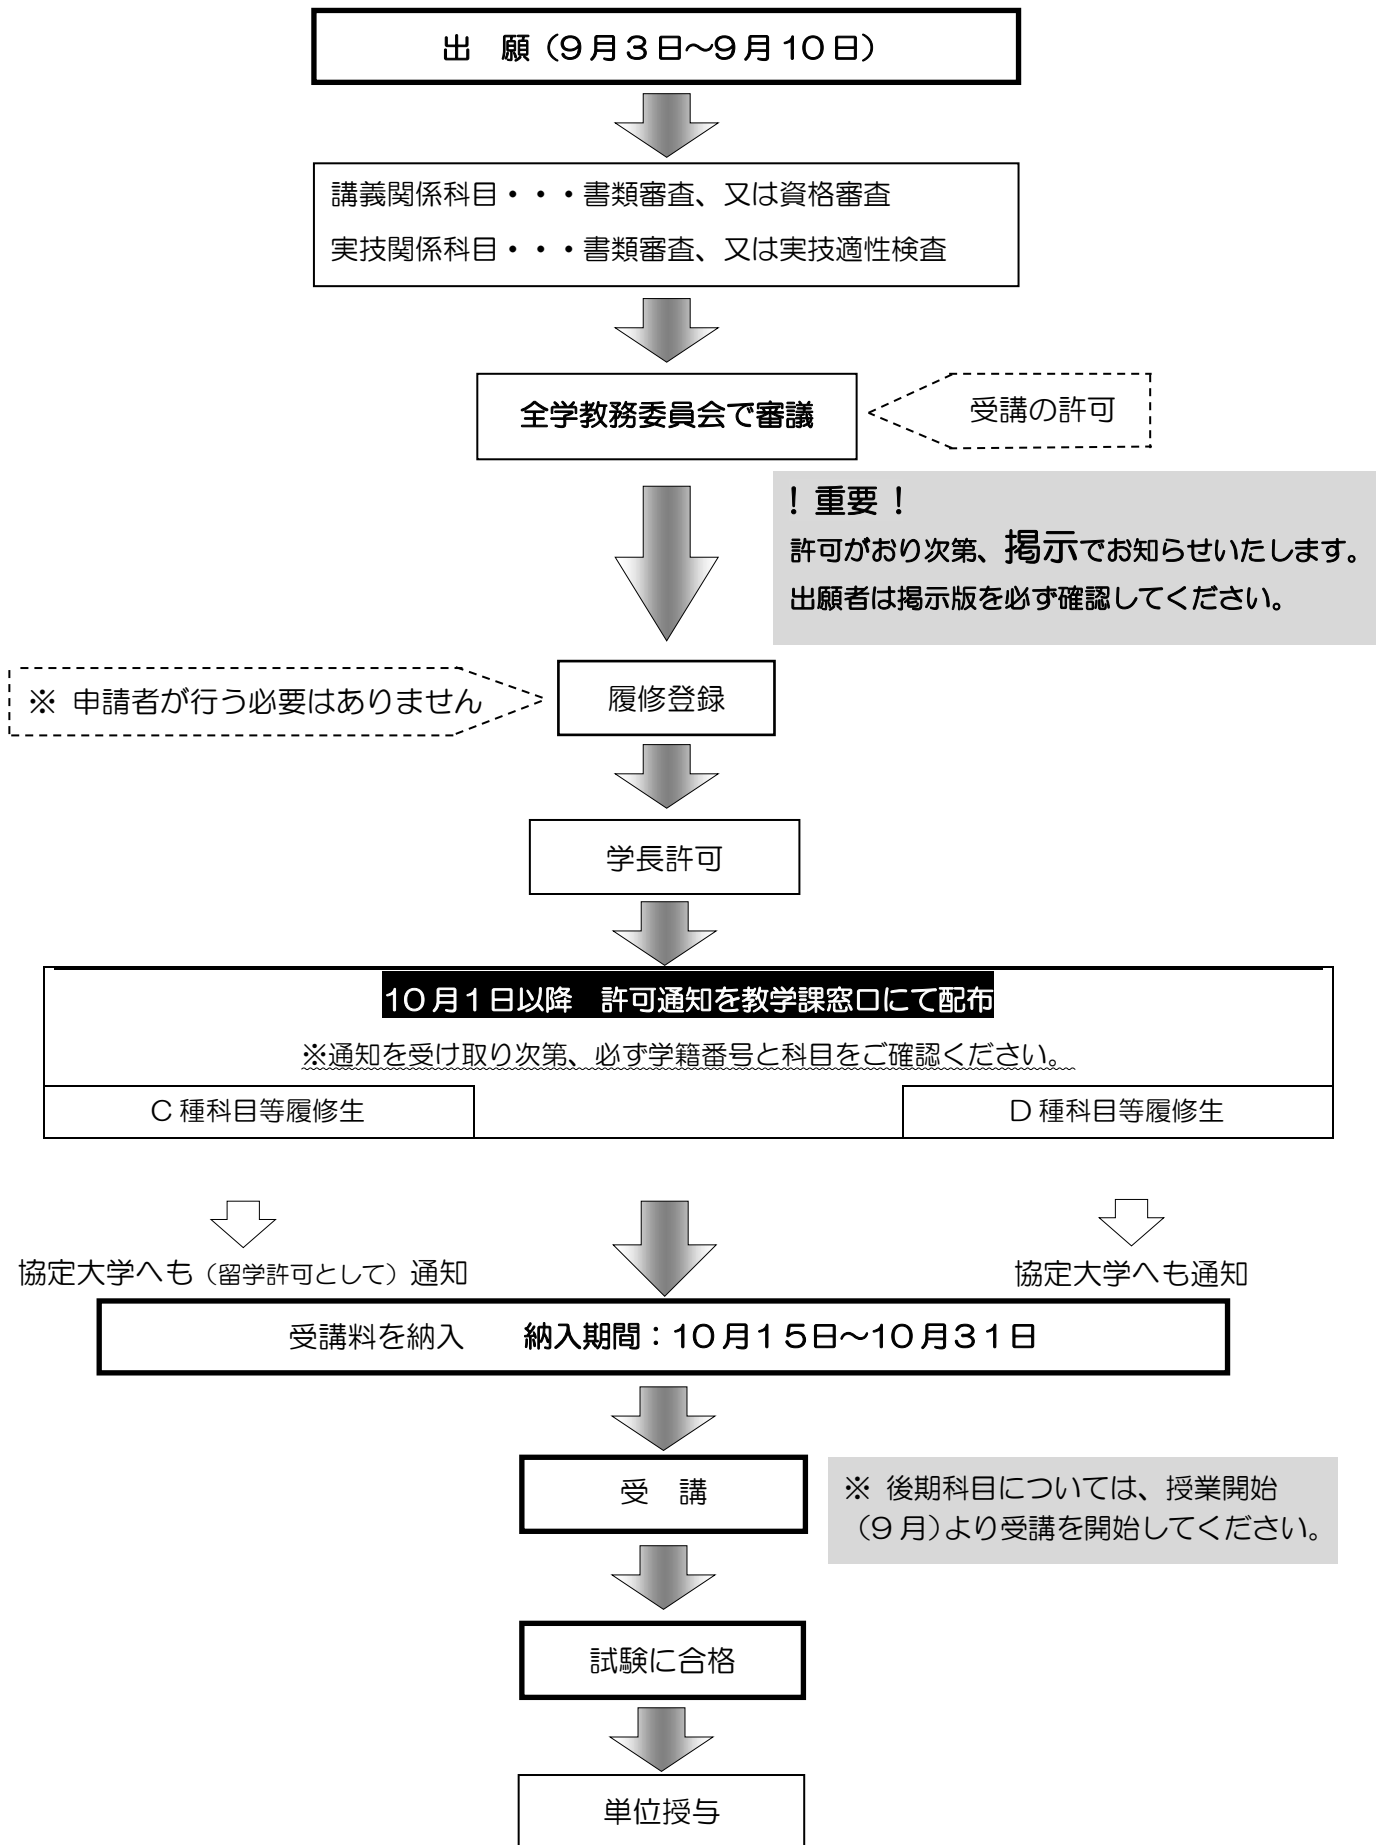 出　願（９月３日～９月１０日）
講義関係科目・・・書類審査、又は資格審査
実技関係科目・・・書類審査、又は実技適性検査
全学教務委員会で審議
受講の許可
！重要！
許可がおり次第、掲示でお知らせいたします。
出願者は掲示版を必ず確認してください。
※ 申請者が行う必要はありません
履修登録
学長許可
１０月１日以降　許可通知を教学課窓口にて配布
※通知を受け取り次第、必ず学籍番号と科目をご確認ください。
Ｃ種科目等履修生
Ｄ種科目等履修生
協定大学へも（留学許可として）通知
協定大学へも通知
受講料を納入　　納入期間：１０月１５日～１０月３１日
受　講
※ 後期科目については、授業開始
（９月）より受講を開始してください。
試験に合格
単位授与